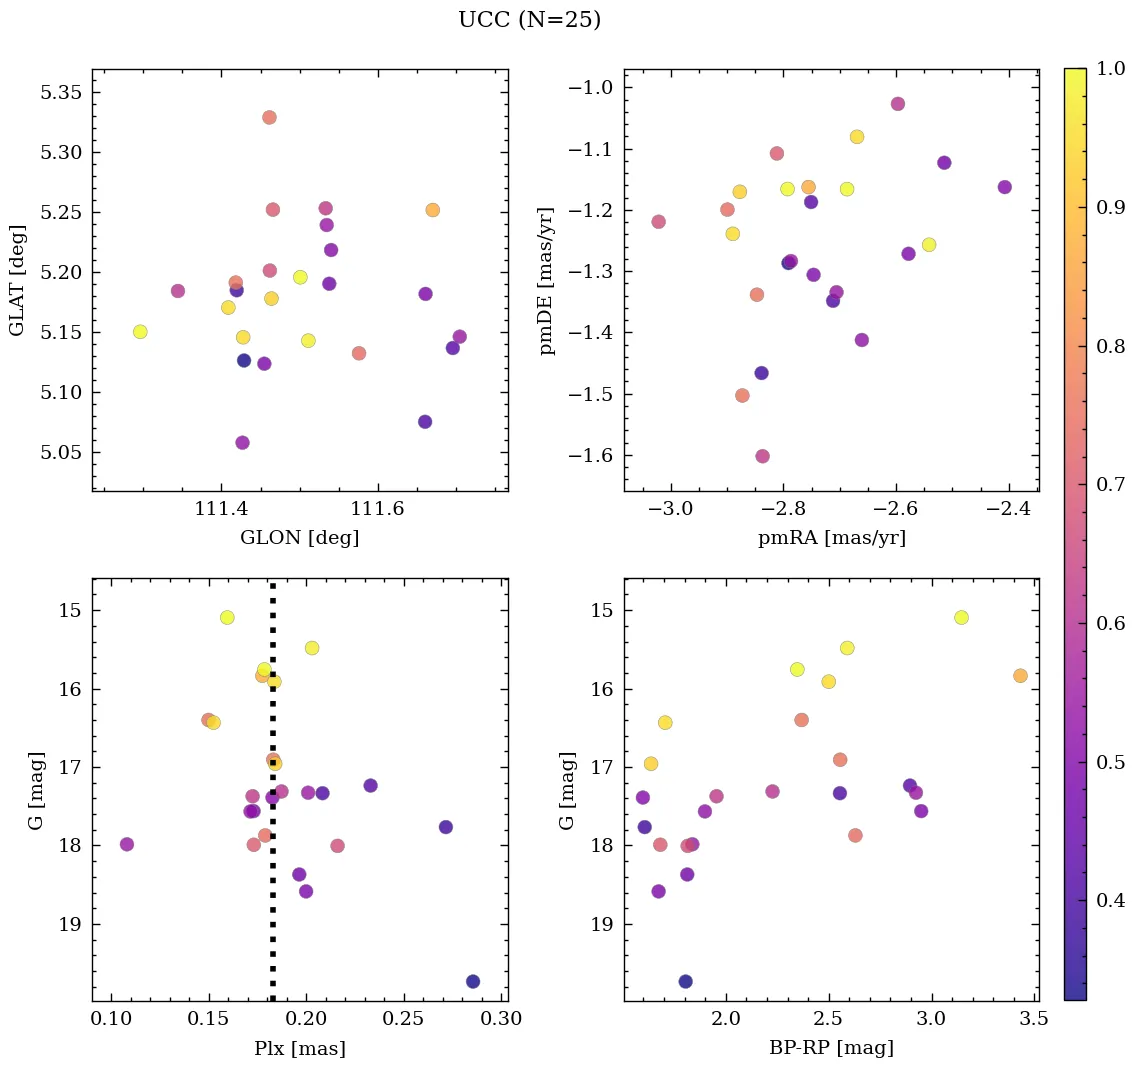 UCC (N=25)
5.35
5.30
5.25
5.20
5.15
5.10
5.05
GLAT [deg]
111.4 111.6
GLON [deg]
−1.0
−1.1
−1.2
−1.3
−1.4
−1.5
−1.6
pmDE [mas/yr]
−3.0 −2.8 −2.6 −2.4
pmRA [mas/yr]
15
16
17
18
19
G [mag]
0.10 0.15 0.20 0.25 0.30
Plx [mas]
15
16
17
18
19
G [mag]
2.0 2.5 3.0 3.5
BP-RP [mag]
1.0
0.9
0.8
0.7
0.6
0.5
0.4